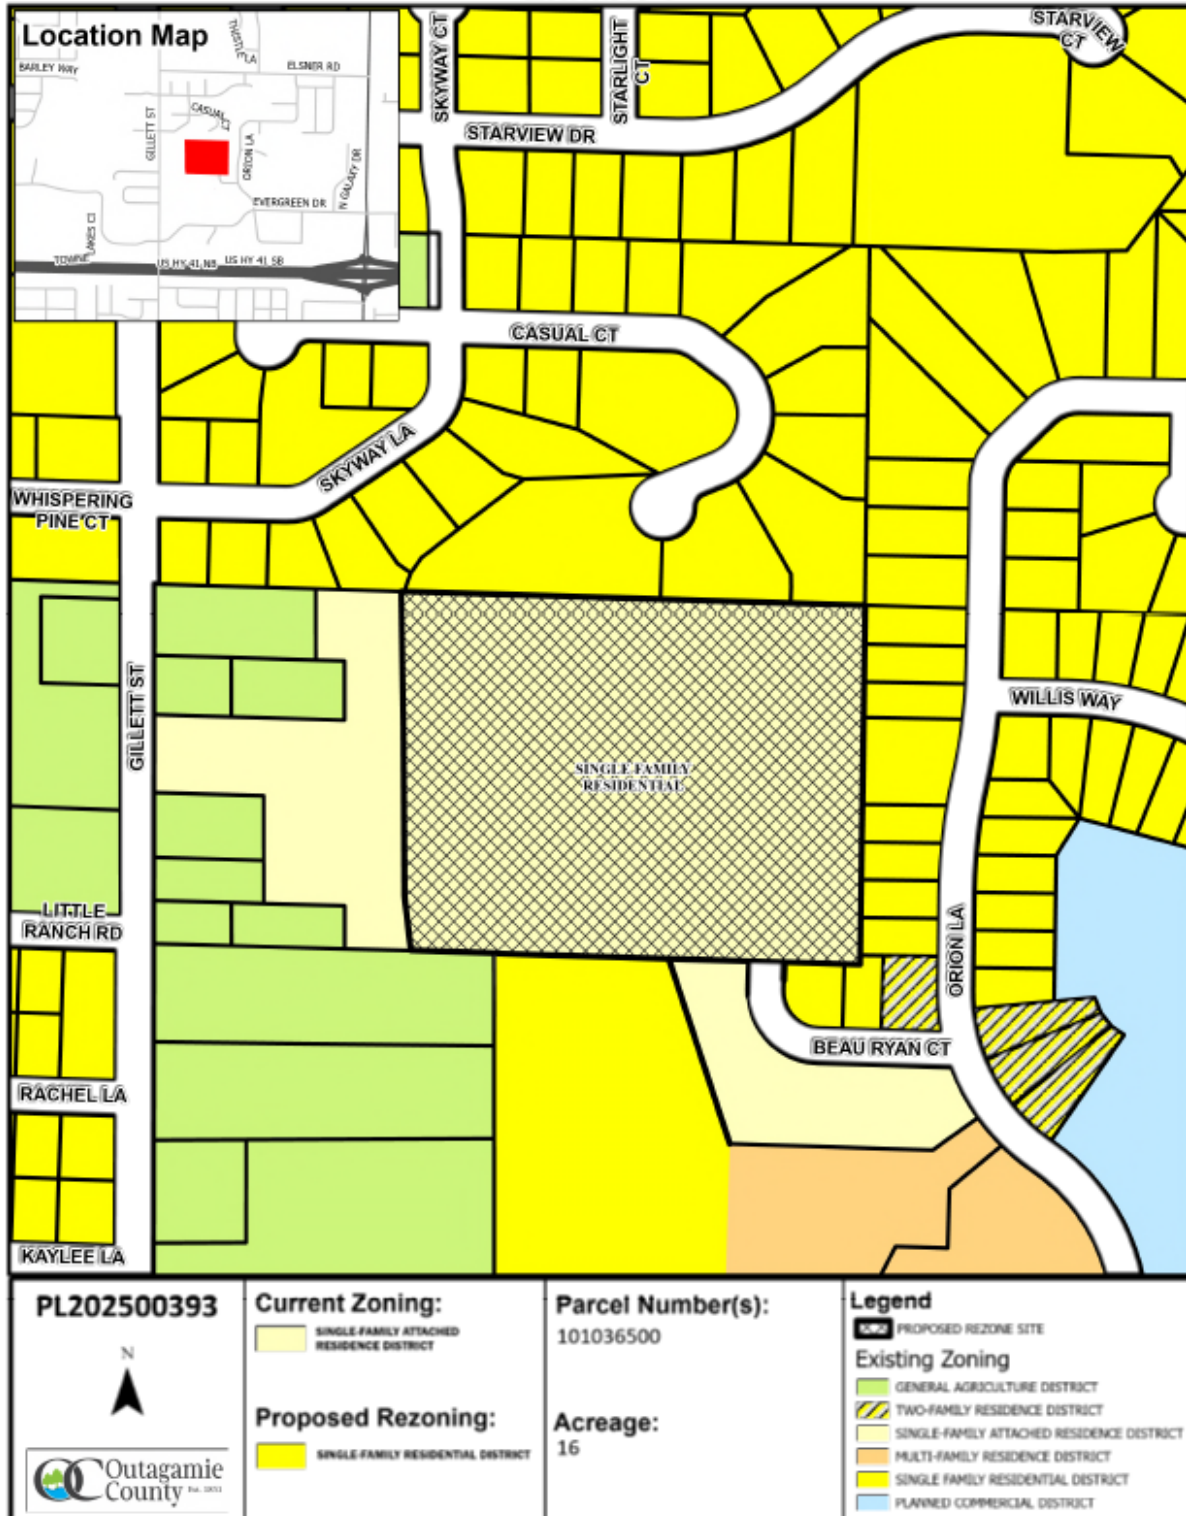 Location Map
THISTLE LA
BARLEY WAY
ELSNER RD
CASUAL CT
GILLETT ST
ORION LA
N GALAXY DR
EVERGREEN DR
LAKES CT
TOWNE
US HY 41 NB
US HY 41 SB
SKYWAY CT
STARLIGHT
CT
STARVIEW
CT
STARVIEW DR
CASUAL CT
SKYWAY LA
WHISPERING
PINE CT
GILLETT ST
WILLIS WAY
SINGLE-FAMILY
RESIDENTIAL
LITTLE
RANCH RD
ORION LA
BEAU RYAN CT
RACHEL LA
KAYLEE LA
PL202500393
N
Outagamie
County Est. 1851
Current Zoning:
SINGLE-FAMILY ATTACHED
RESIDENCE DISTRICT
Proposed Rezoning:
SINGLE-FAMILY RESIDENTIAL DISTRICT
Parcel Number(s):
101036500
Acreage:
16
Legend
PROPOSED REZONE SITE
Existing Zoning
GENERAL AGRICULTURE DISTRICT
TWO-FAMILY RESIDENCE DISTRICT
SINGLE-FAMILY ATTACHED RESIDENCE DISTRICT
MULTI-FAMILY RESIDENCE DISTRICT
SINGLE FAMILY RESIDENTIAL DISTRICT
PLANNED COMMERCIAL DISTRICT